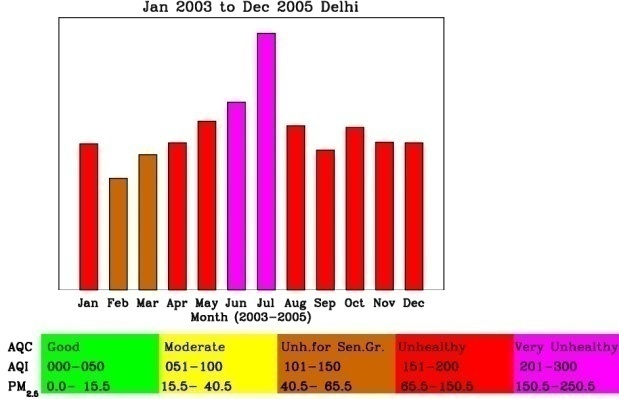 Jan 2003 to Dec 2005 Delhi
Jan Feb Mar Apr May Jun Jul Aug Sep Oct Nov Dec
Month (2003-2005)
AQC Good Moderate Unh.for Sen.Gr. Unhealthy Very Unhealthy
AQI 000-050 051-100 101-150 151-200 201-300
PM2.5 0.0- 15.5 15.5- 40.5 40.5- 65.5 65.5-150.5 150.5-250.5